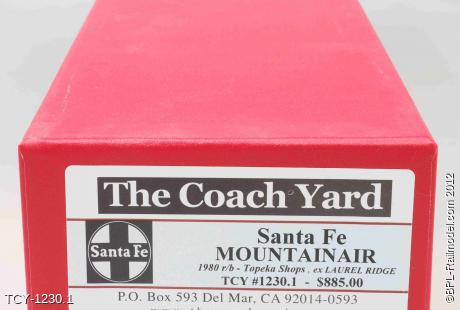 The Coach Yard
Santa Fe
Santa Fe
MOUNTAINAIR
1980 r/b - Topeka Shops . ex LAUREL RIDGE
TCY #1230.1 - $885.00
P.O. Box 593 Del Mar, CA 92014-0593
TCY-1230.1
©BPL-Railmodel.com 2012